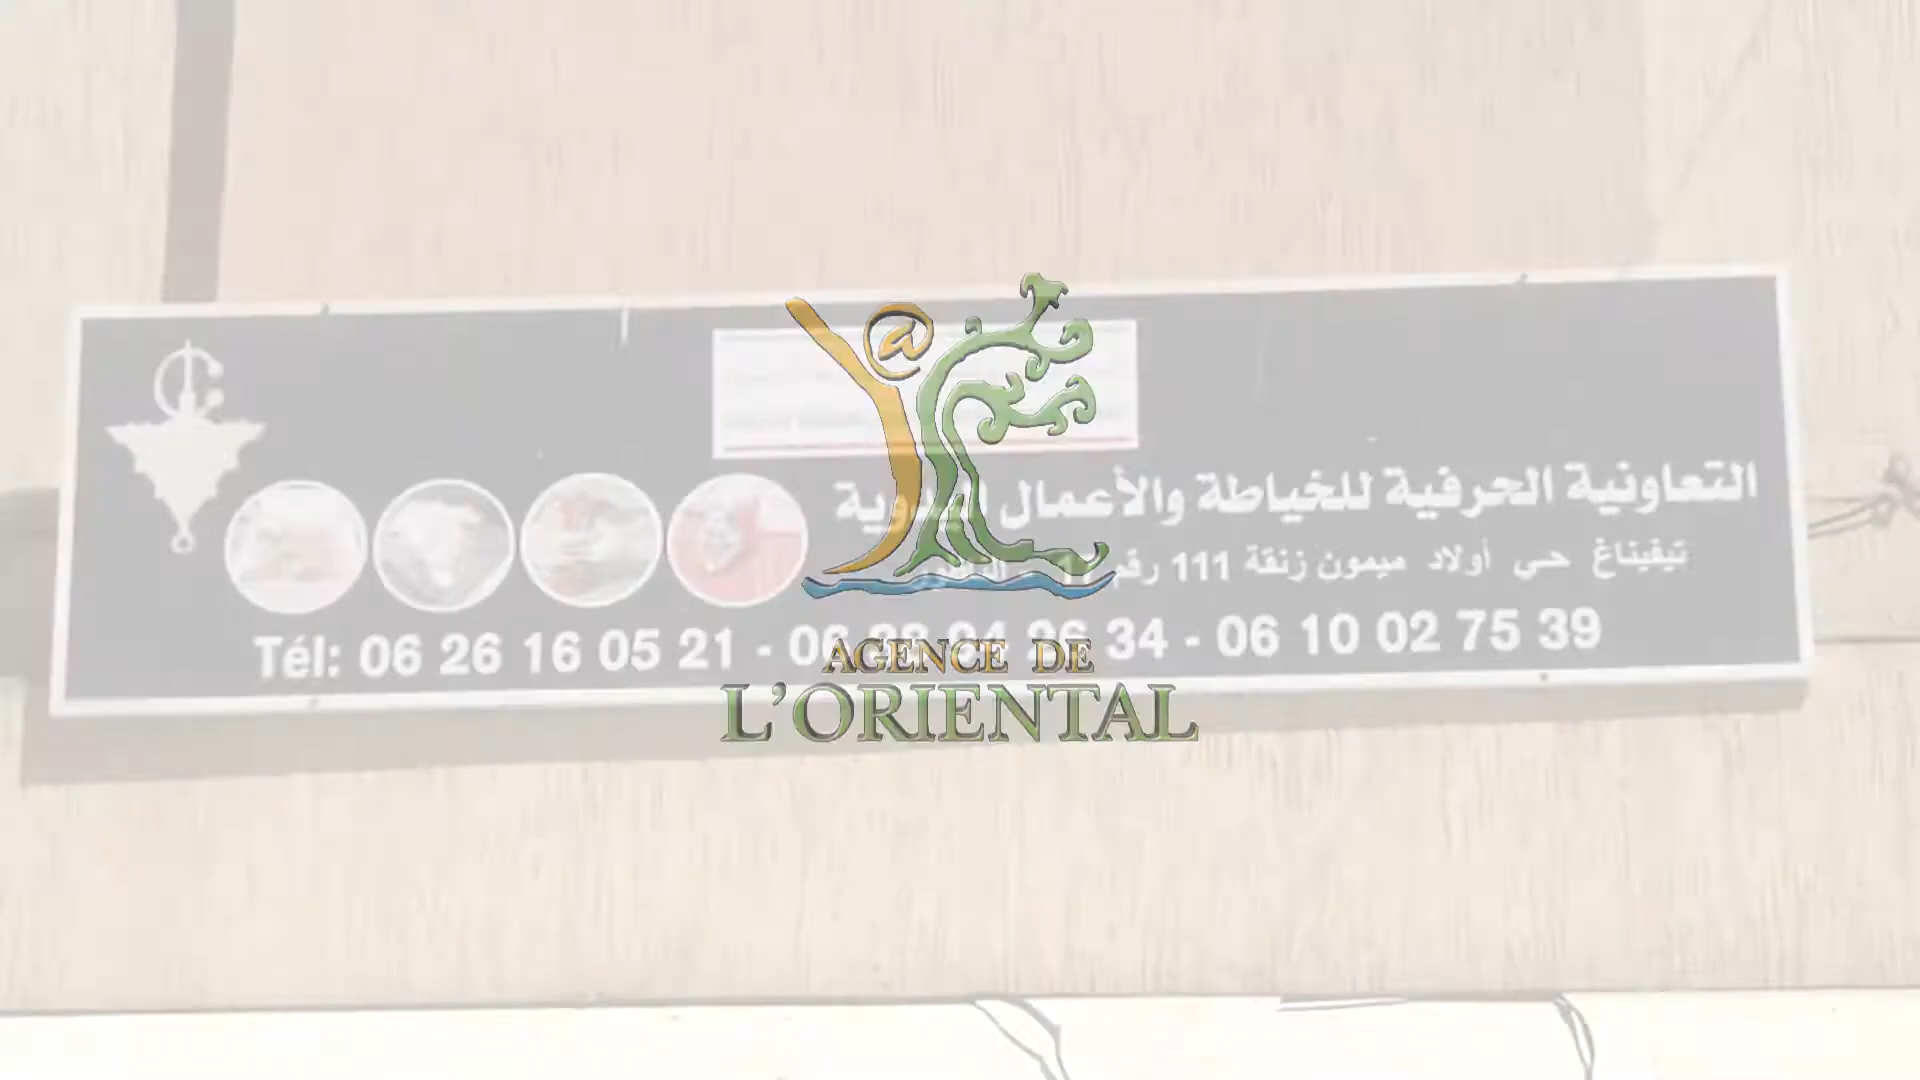 التعاونية الحرفية للخياطة والأعمال
تيفيناغ حي أولاد ميمون زنقة 111 رقم
Tél: 06 26 16 05 21 - 06 34 - 06 10 02 75 39
AGENCE DE
L'ORIENTAL